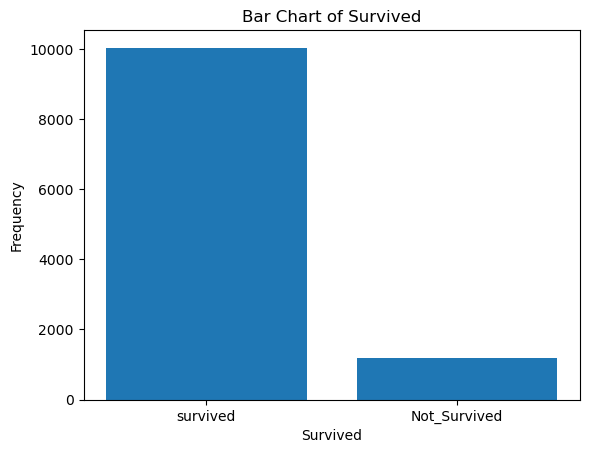 Bar Chart of Survived
Frequency
10000
8000
6000
4000
2000
0
survived
Not_Survived
Survived